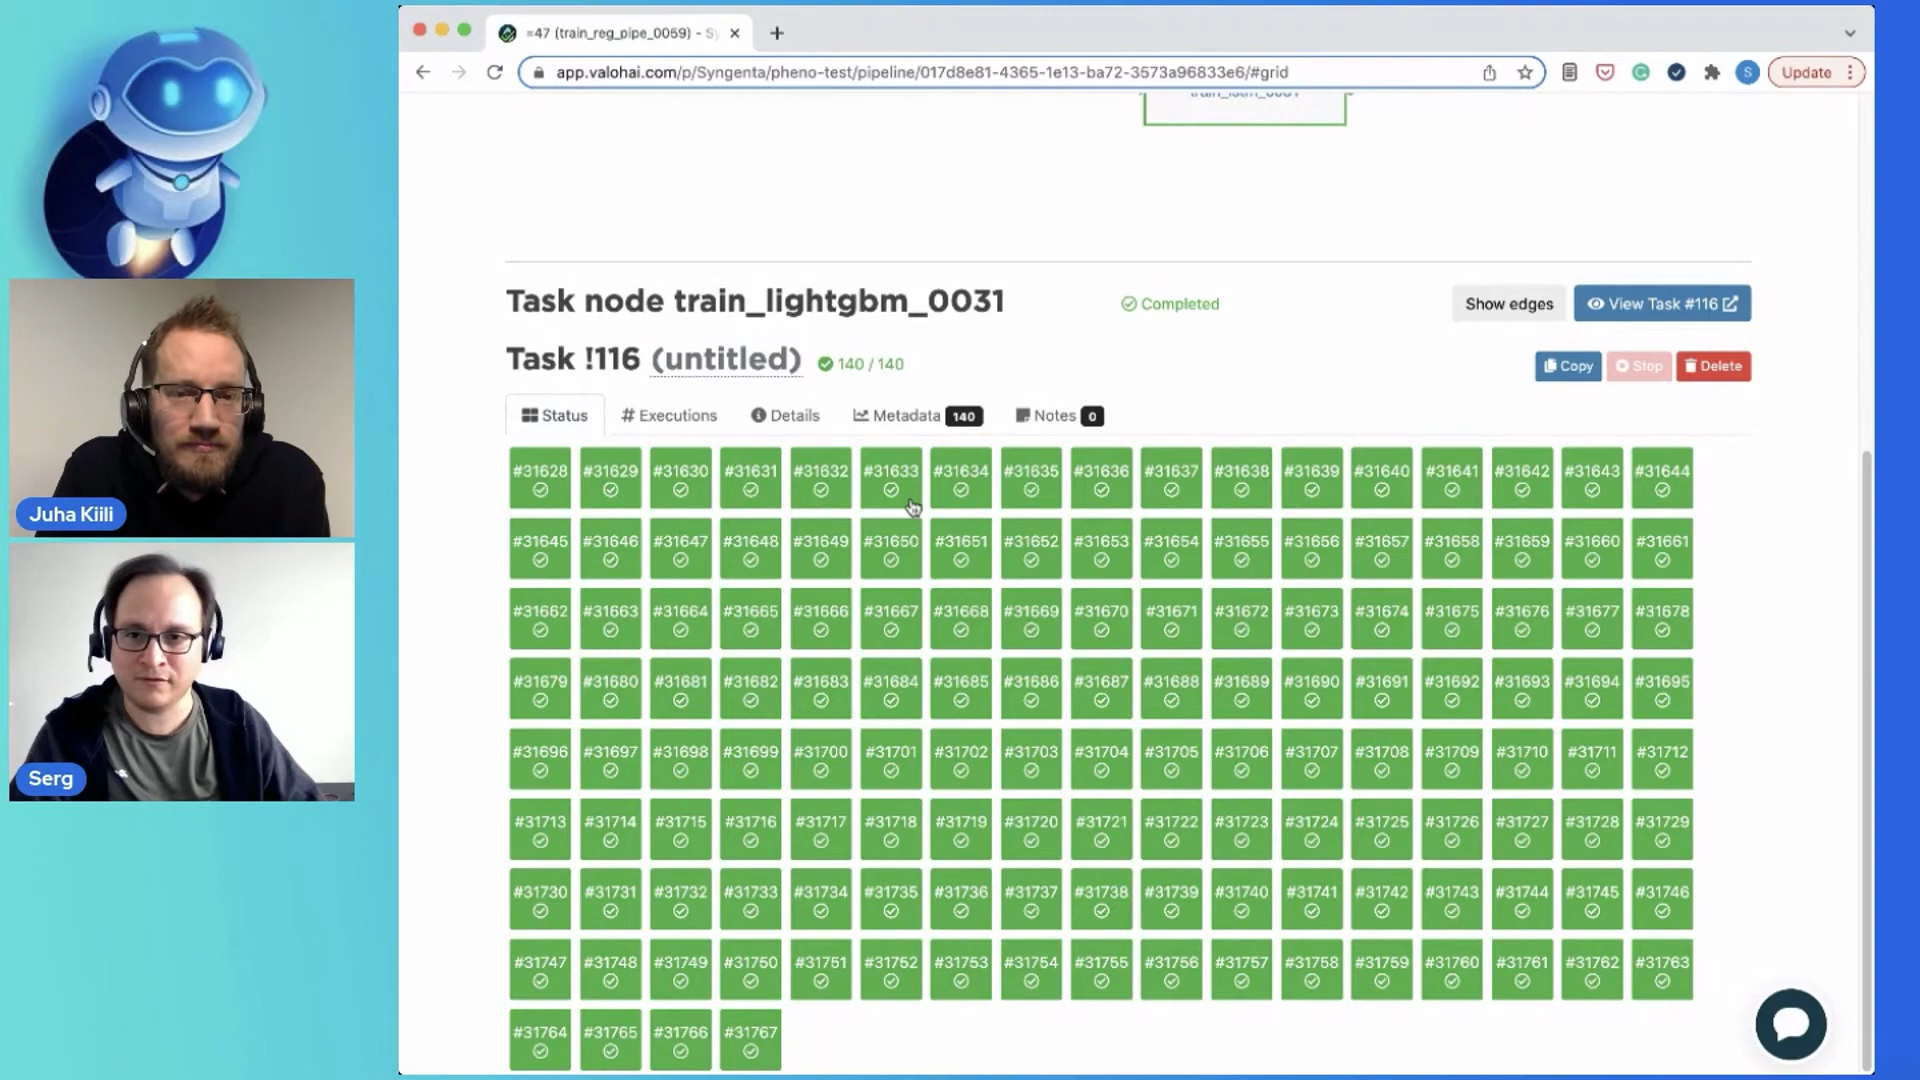 =47 (train_reg_pipe_0059) - Sy
app.valohai.com/p/Syngenta/pheno-test/pipeline/017d8e81-4365-1e13-ba72-3573a96833e6/#grid
S
Update
Task node train_lightgbm_0031
Completed
Show edges
View Task #116
Task !116 (untitled)
140 / 140
Copy
Stop
Delete
Status
# Executions
Details
Metadata 140
Notes 0
#31628 #31629 #31630 #31631 #31632 #31633 #31634 #31635 #31636 #31637 #31638 #31639 #31640 #31641 #31642 #31643 #31644
#31645 #31646 #31647 #31648 #31649 #31650 #31651 #31652 #31653 #31654 #31655 #31656 #31657 #31658 #31659 #31660 #31661
#31662 #31663 #31664 #31665 #31666 #31667 #31668 #31669 #31670 #31671 #31672 #31673 #31674 #31675 #31676 #31677 #31678
#31679 #31680 #31681 #31682 #31683 #31684 #31685 #31686 #31687 #31688 #31689 #31690 #31691 #31692 #31693 #31694 #31695
#31696 #31697 #31698 #31699 #31700 #31701 #31702 #31703 #31704 #31705 #31706 #31707 #31708 #31709 #31710 #31711 #31712
#31713 #31714 #31715 #31716 #31717 #31718 #31719 #31720 #31721 #31722 #31723 #31724 #31725 #31726 #31727 #31728 #31729
#31730 #31731 #31732 #31733 #31734 #31735 #31736 #31737 #31738 #31739 #31740 #31741 #31742 #31743 #31744 #31745 #31746
#31747 #31748 #31749 #31750 #31751 #31752 #31753 #31754 #31755 #31756 #31757 #31758 #31759 #31760 #31761 #31762 #31763
#31764 #31765 #31766 #31767
Juha Kiili
Serg